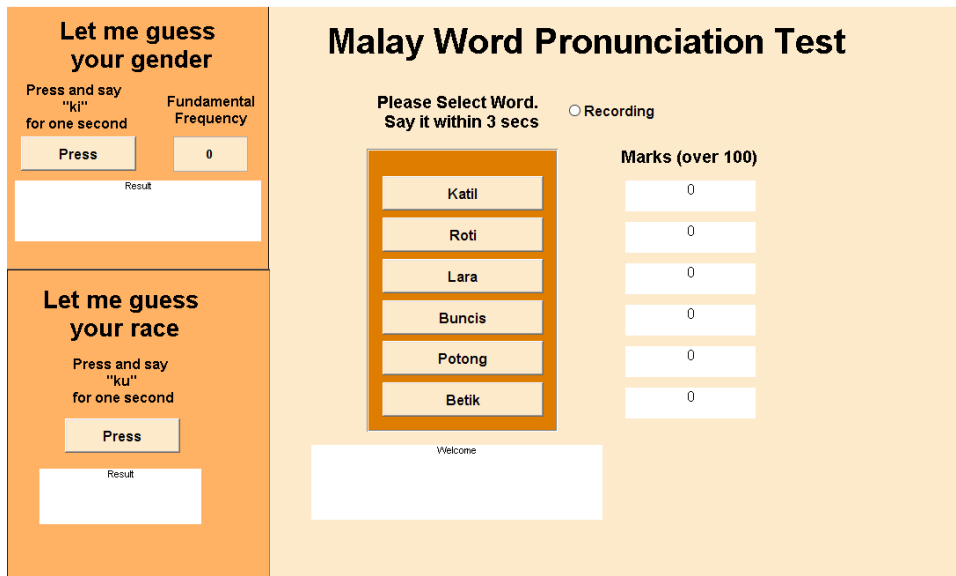 Let me guess
your gender
Press and say
"ki"
for one second
Fundamental
Frequency
Press
0
Result
Let me guess
your race
Press and say
"ku"
for one second
Press
Result
Malay Word Pronunciation Test
Please Select Word.
Say it within 3 secs
Recording
Marks (over 100)
Katil
0
Roti
0
Lara
0
Buncis
0
Potong
0
Betik
0
Welcome